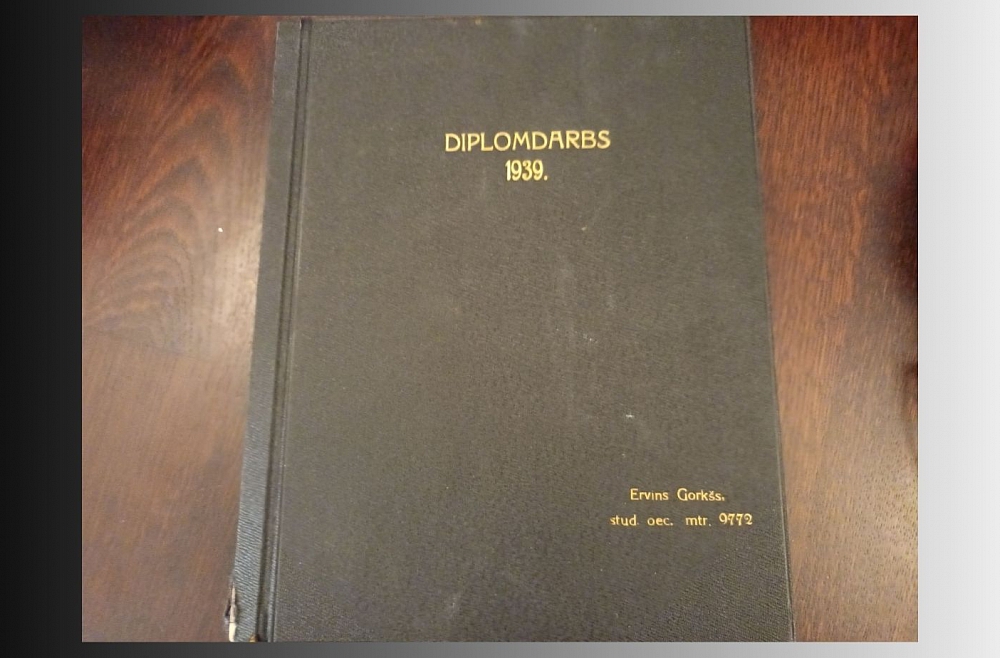 DIPLOMDARBS
1939.
Ervins Gorkšs.
stud. oec. mtr. 9772